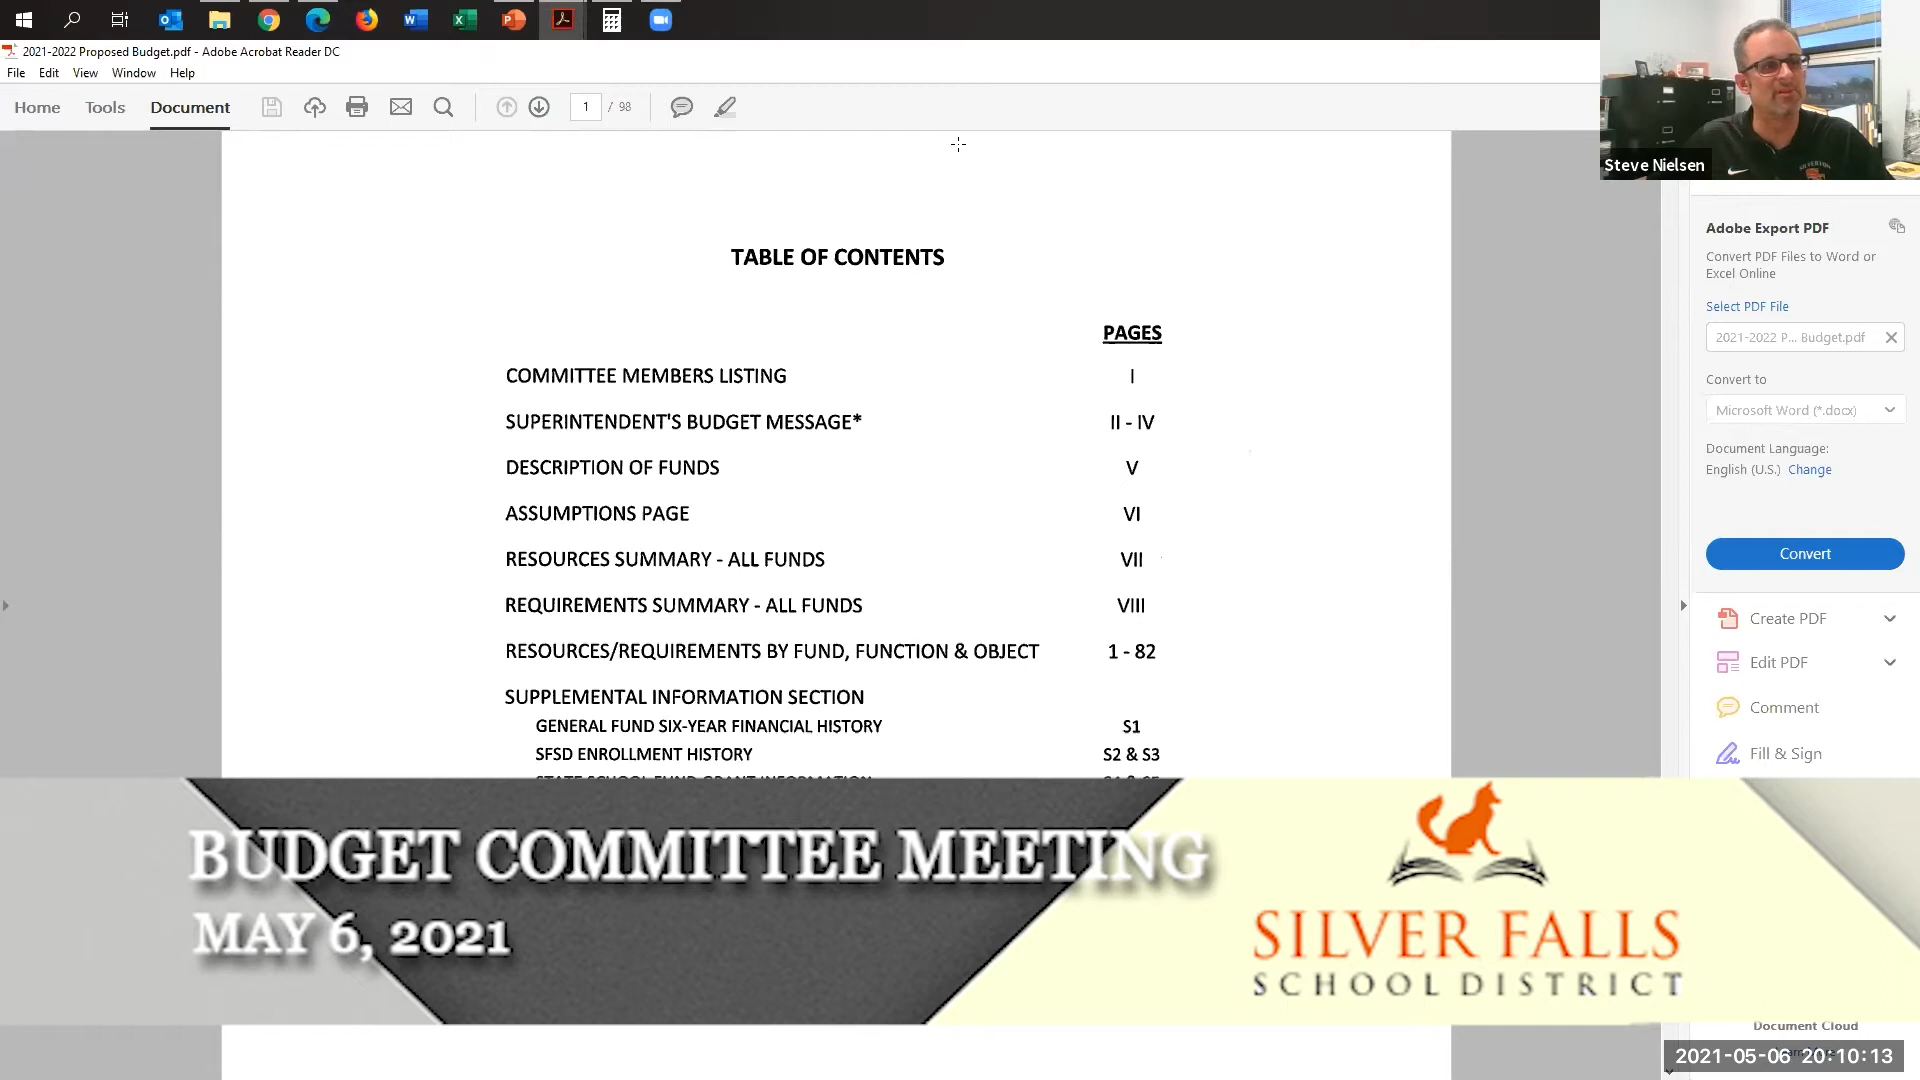 2021-2022 Proposed Budget.pdf - Adobe Acrobat Reader DC
File Edit View Window Help
Home Tools Document 1 / 98
Steve Nielsen
TABLE OF CONTENTS
PAGES
COMMITTEE MEMBERS LISTING I
SUPERINTENDENT'S BUDGET MESSAGE* II - IV
DESCRIPTION OF FUNDS V
ASSUMPTIONS PAGE VI
RESOURCES SUMMARY - ALL FUNDS VII
REQUIREMENTS SUMMARY - ALL FUNDS VIII
RESOURCES/REQUIREMENTS BY FUND, FUNCTION & OBJECT 1 - 82
SUPPLEMENTAL INFORMATION SECTION
GENERAL FUND SIX-YEAR FINANCIAL HISTORY S1
SFSD ENROLLMENT HISTORY S2 & S3
STATE SCHOOL FUND GRANT INFORMATION
Adobe Export PDF
Convert PDF Files to Word or
Excel Online
Select PDF File
2021-2022 P... Budget.pdf
Convert to
Microsoft Word (*.docx)
Document Language:
English (U.S.) Change
Convert
Create PDF
Edit PDF
Comment
Fill & Sign
BUDGET COMMITTEE MEETING
MAY 6, 2021
SILVER FALLS
SCHOOL DISTRICT
Document Cloud
2021-05-06 20:10:13